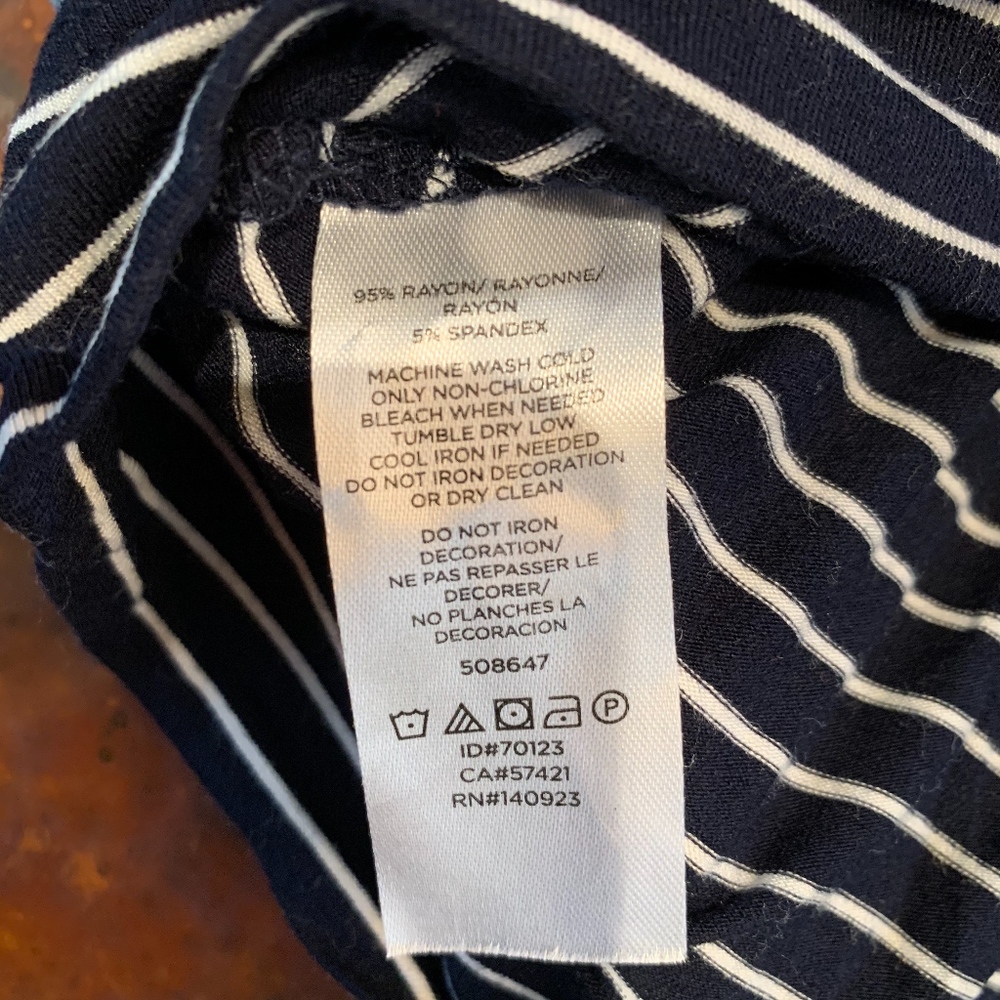 95% RAYON/ RAYONNE/
RAYON
5% SPANDEX
MACHINE WASH COLD
ONLY NON-CHLORINE
BLEACH WHEN NEEDED
TUMBLE DRY LOW
COOL IRON IF NEEDED
DO NOT IRON DECORATION
OR DRY CLEAN
DO NOT IRON
DECORATION/
NE PAS REPASSER LE
DECORER/
NO PLANCHES LA
DECORACION
508647
P
ID#70123
CA#57421
RN#140923